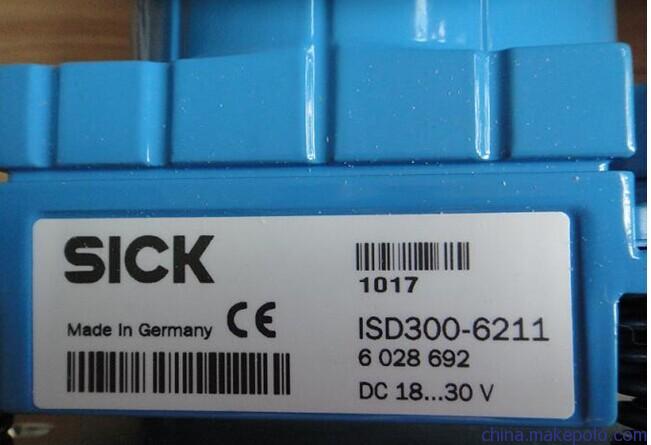 SICK
1017
Made in Germany CE
ISD300-6211
6 028 692
DC 18...30 V
china.makepolo.com